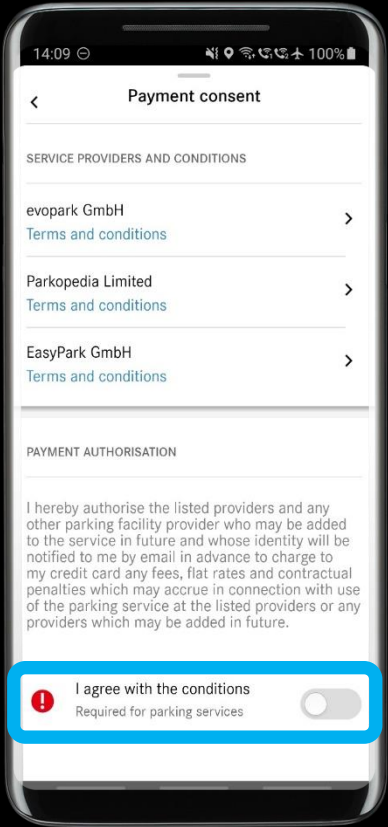 14:09 100%
Payment consent
SERVICE PROVIDERS AND CONDITIONS
evopark GmbH
Terms and conditions
Parkopedia Limited
Terms and conditions
EasyPark GmbH
Terms and conditions
PAYMENT AUTHORISATION
I hereby authorise the listed providers and any
other parking facility provider who may be added
to the service in future and whose identity will be
notified to me by email in advance to charge to
my credit card any fees, flat rates and contractual
penalties which may accrue in connection with use
of the parking service at the listed providers or any
providers which may be added in future.
I agree with the conditions
Required for parking services